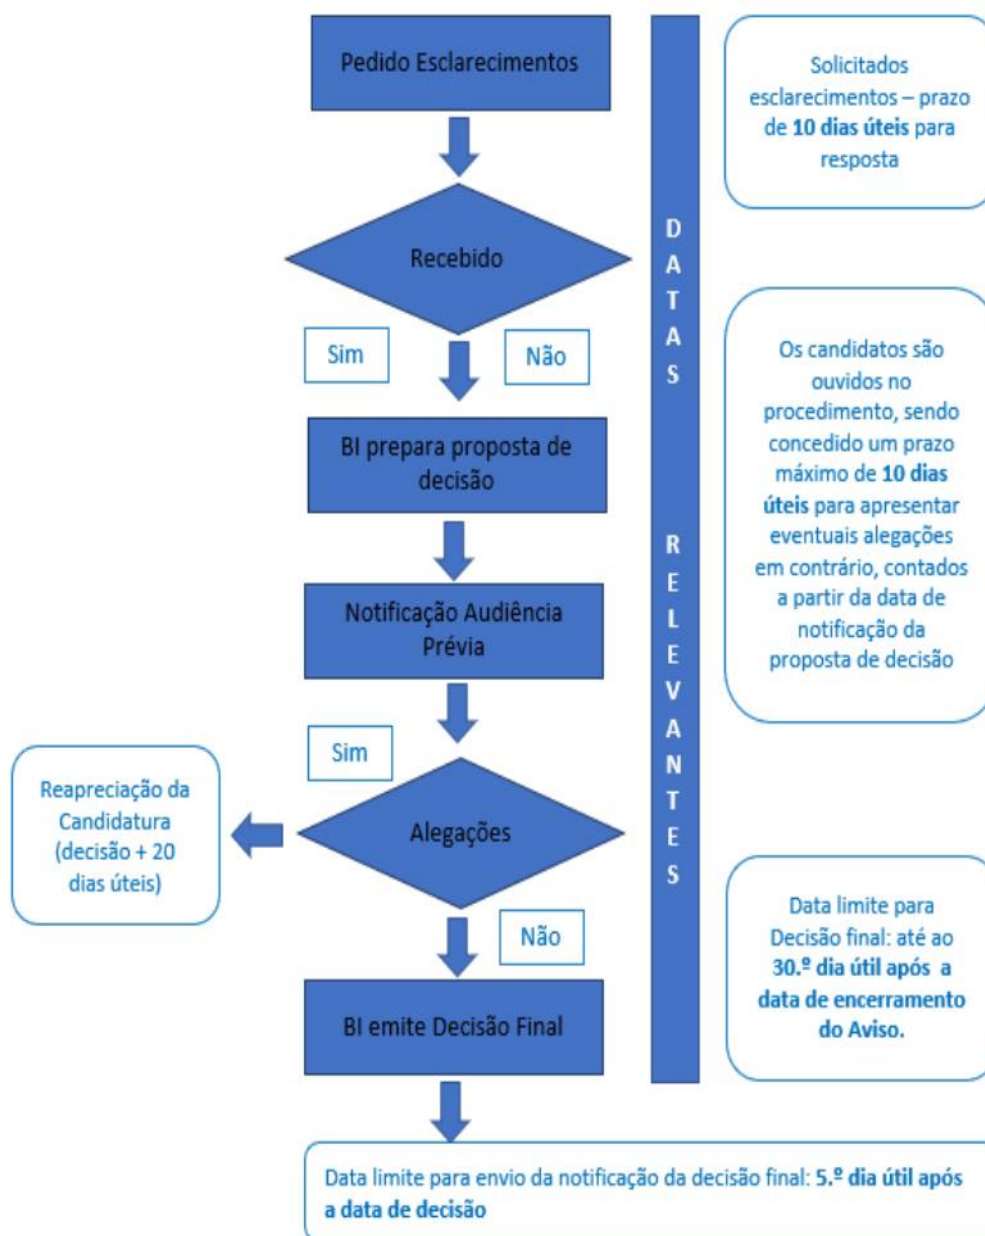 Pedido Esclarecimentos
Solicitados
esclarecimentos – prazo
de 10 dias úteis para
resposta
Recebido
Sim
Não
DATAS RELEVANTES
Os candidatos são
ouvidos no
procedimento, sendo
concedido um prazo
máximo de 10 dias
úteis para apresentar
eventuais alegações
em contrário, contados
a partir da data de
notificação da
proposta de decisão
BI prepara proposta de
decisão
Notificação Audiência
Prévia
Sim
Reapreciação da
Candidatura
(decisão + 20
dias úteis)
Alegações
Não
Data limite para
Decisão final: até ao
30.º dia útil após a
data de encerramento
do Aviso.
BI emite Decisão Final
Data limite para envio da notificação da decisão final: 5.º dia útil após
a data de decisão